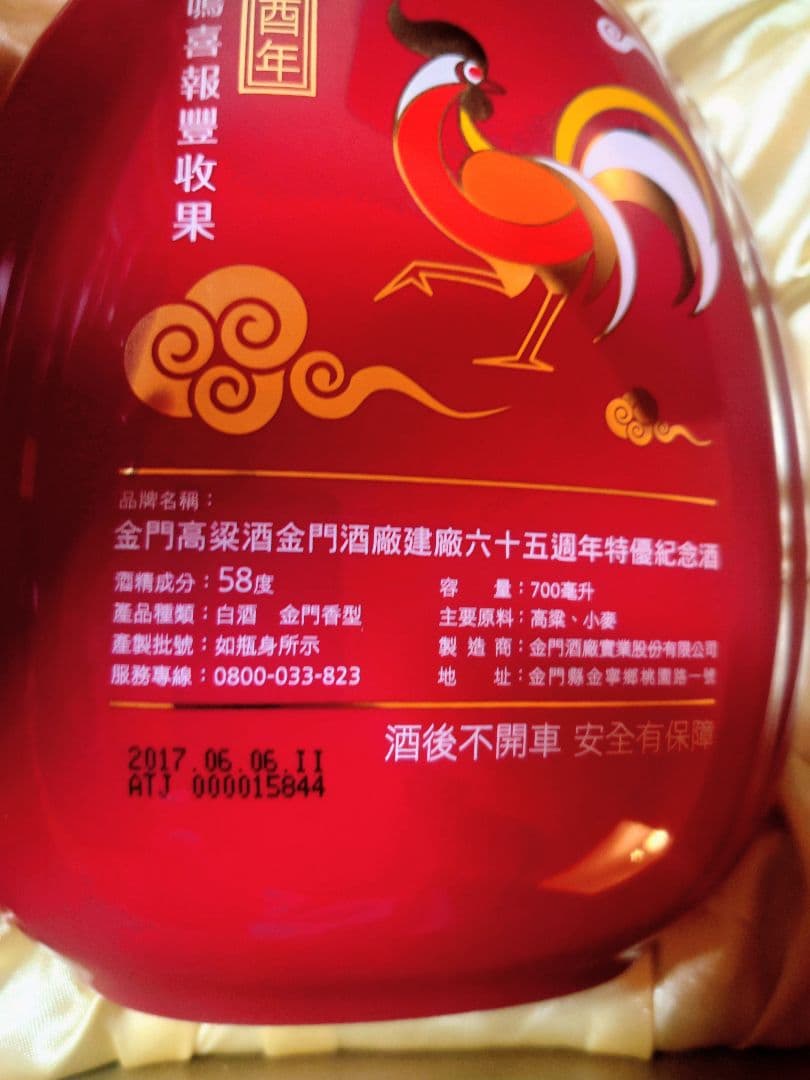 酉年
鳴喜報豐收果
品牌名稱：
金門高粱酒金門酒廠建廠六十五週年特優紀念酒
酒精成分：58度
容 量：700毫升
產品種類：白酒 金門香型
主要原料：高粱、小麥
產製批號：如瓶身所示
製造商：金門酒廠實業股份有限公司
服務專線：0800-033-823
地 址：金門縣金寧鄉桃園路一號
酒後不開車 安全有保障
2017.06.06.II
ATJ 000015844